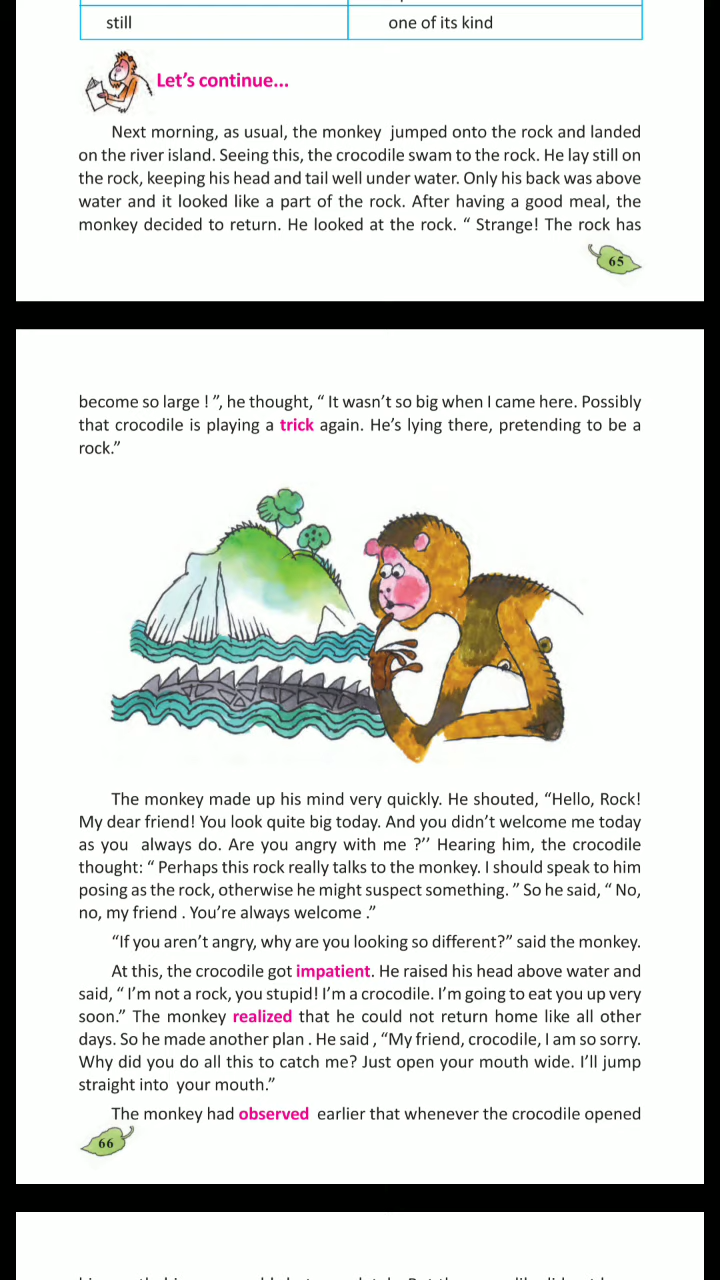 still one of its kind
Let's continue...
Next morning, as usual, the monkey jumped onto the rock and landed
on the river island. Seeing this, the crocodile swam to the rock. He lay still on
the rock, keeping his head and tail well under water. Only his back was above
water and it looked like a part of the rock. After having a good meal, the
monkey decided to return. He looked at the rock. “ Strange! The rock has
65
become so large ! ”, he thought, “ It wasn’t so big when I came here. Possibly
that crocodile is playing a trick again. He’s lying there, pretending to be a
rock.”
The monkey made up his mind very quickly. He shouted, “Hello, Rock!
My dear friend! You look quite big today. And you didn’t welcome me today
as you always do. Are you angry with me ?’’ Hearing him, the crocodile
thought: “ Perhaps this rock really talks to the monkey. I should speak to him
posing as the rock, otherwise he might suspect something. ” So he said, “ No,
no, my friend . You’re always welcome .”
“If you aren’t angry, why are you looking so different?” said the monkey.
At this, the crocodile got impatient. He raised his head above water and
said, “ I’m not a rock, you stupid! I’m a crocodile. I’m going to eat you up very
soon.” The monkey realized that he could not return home like all other
days. So he made another plan . He said , “My friend, crocodile, I am so sorry.
Why did you do all this to catch me? Just open your mouth wide. I’ll jump
straight into your mouth.”
The monkey had observed earlier that whenever the crocodile opened
66